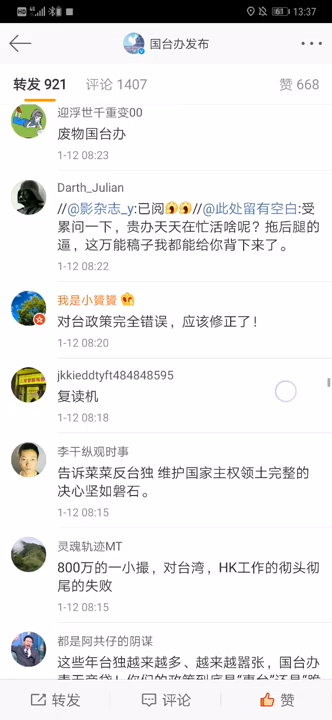 HD 4G 61 13:37
国台办发布
转发 921 评论 1407 赞 668
迎浮世千重变00
废物国台办
1-12 08:23
Darth_Julian
//@影杂志_y:已阅//@此处留有空白:受
累问一下，贵办天天在忙活啥呢？拖后腿的
逼，这万能稿子我都能给你背下来了。
1-12 08:22
我是小贇贇
对台政策完全错误，应该修正了！
1-12 08:20
jkkieddtyft484848595
复读机
1-12 08:18
李干纵观时事
告诉菜菜反台独 维护国家主权领土完整的
决心坚如磐石。
1-12 08:15
灵魂轨迹MT
800万的一小撮，对台湾，HK工作的彻头彻
尾的失败
1-12 08:15
都是阿共仔的阴谋
这些年台独越来越多、越来越嚣张，国台办
转发 评论 赞